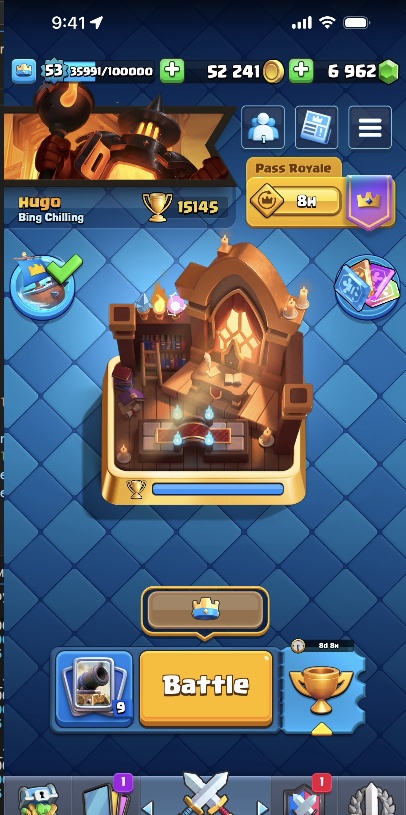 9:41
53 35991/100000
52 241
6 962
Hugo
Bing Chilling
15145
Pass Royale
8H
8d 8H
9
Battle
1
1